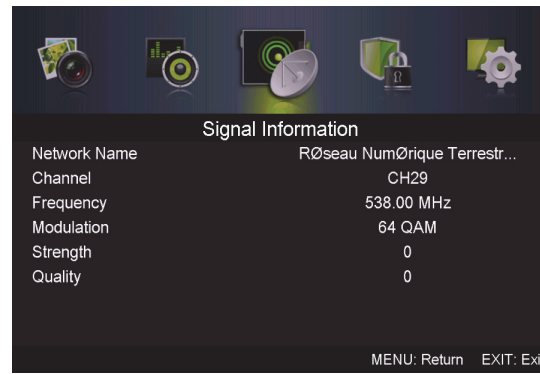 Signal Information
Network Name RØseau NumØrique Terrestr...
Channel CH29
Frequency 538.00 MHz
Modulation 64 QAM
Strength 0
Quality 0
MENU: Return EXIT: Exi